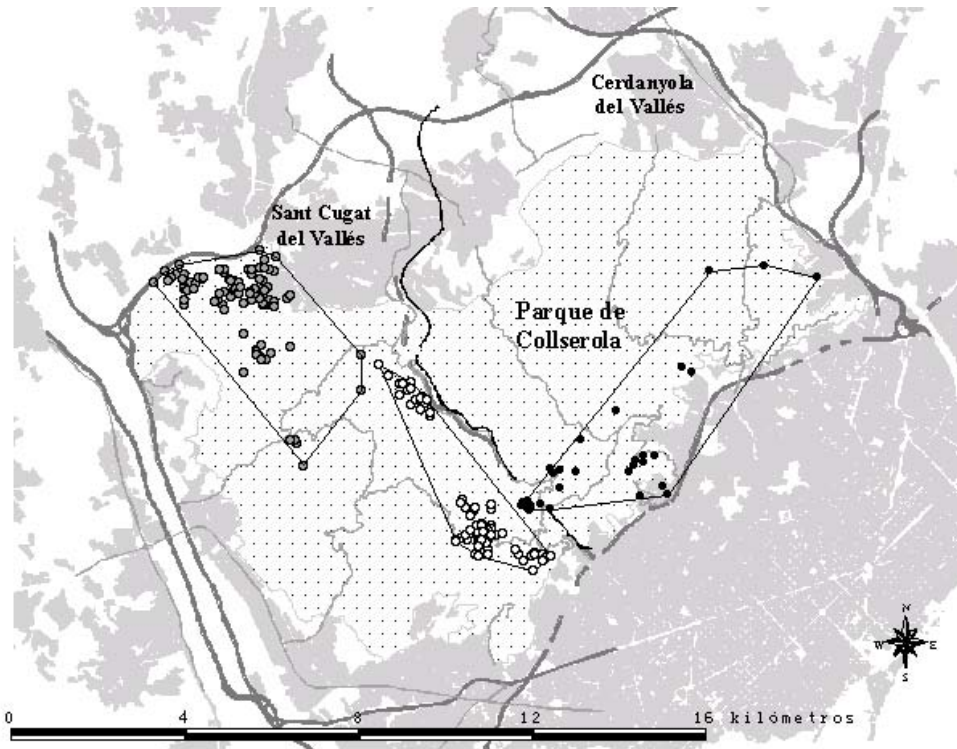 Cerdanyola
del Vallés
Sant Cugat
del Vallés
Parque de
Collserola
N
W E
S
0 4 8 12 16 kilómetros